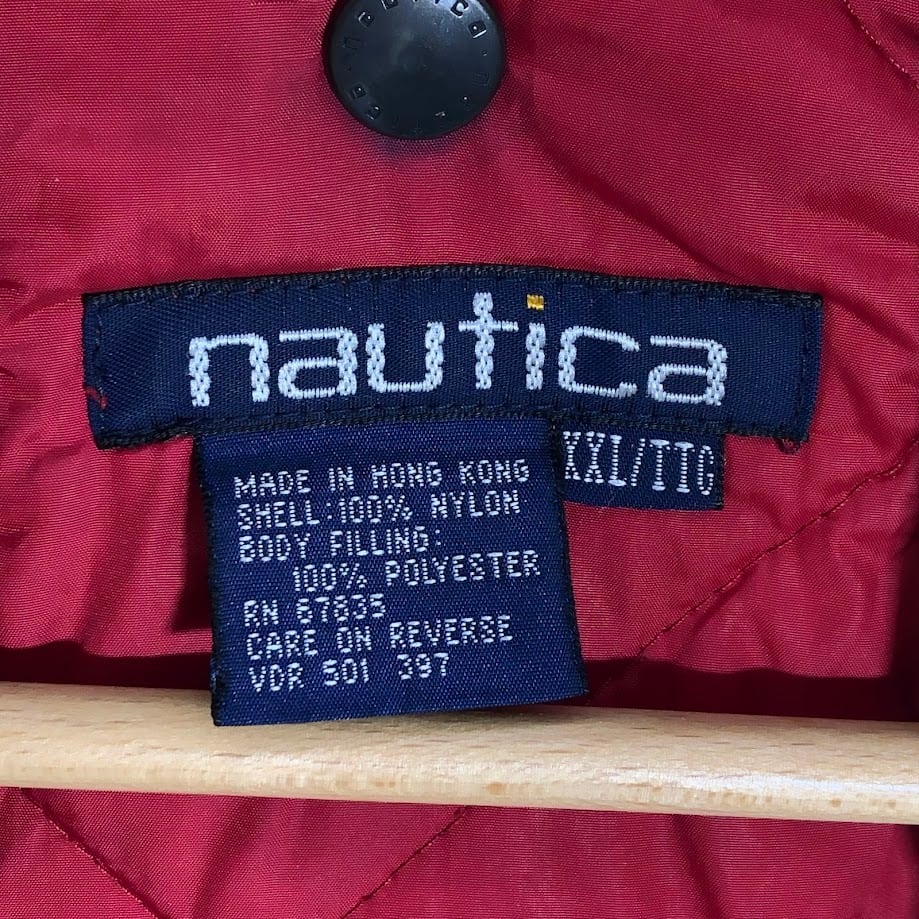 nautica
XXL/TTG
MADE IN HONG KONG
SHELL:100% NYLON
BODY FILLING:
100% POLYESTER
RN 67835
CARE ON REVERSE
VDR 501 397